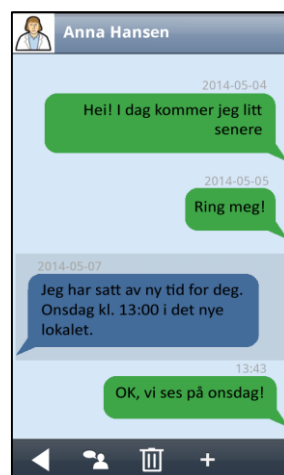 Anna Hansen
2014-05-04
Hei! I dag kommer jeg litt
senere
2014-05-05
Ring meg!
2014-05-07
Jeg har satt av ny tid for deg.
Onsdag kl. 13:00 i det nye
lokalet.
13:43
OK, vi ses på onsdag!